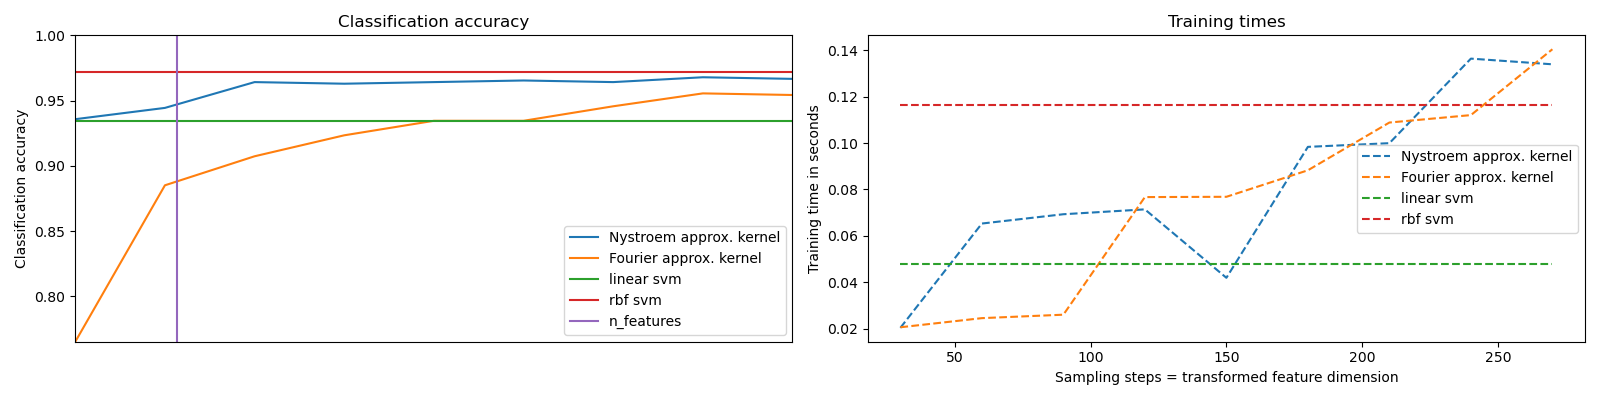 Classification accuracy
Classification accuracy
1.00
0.95
0.90
0.85
0.80
Nystroem approx. kernel
Fourier approx. kernel
linear svm
rbf svm
n_features
Training times
Training time in seconds
0.14
0.12
0.10
0.08
0.06
0.04
0.02
Nystroem approx. kernel
Fourier approx. kernel
linear svm
rbf svm
50
100
150
200
250
Sampling steps = transformed feature dimension